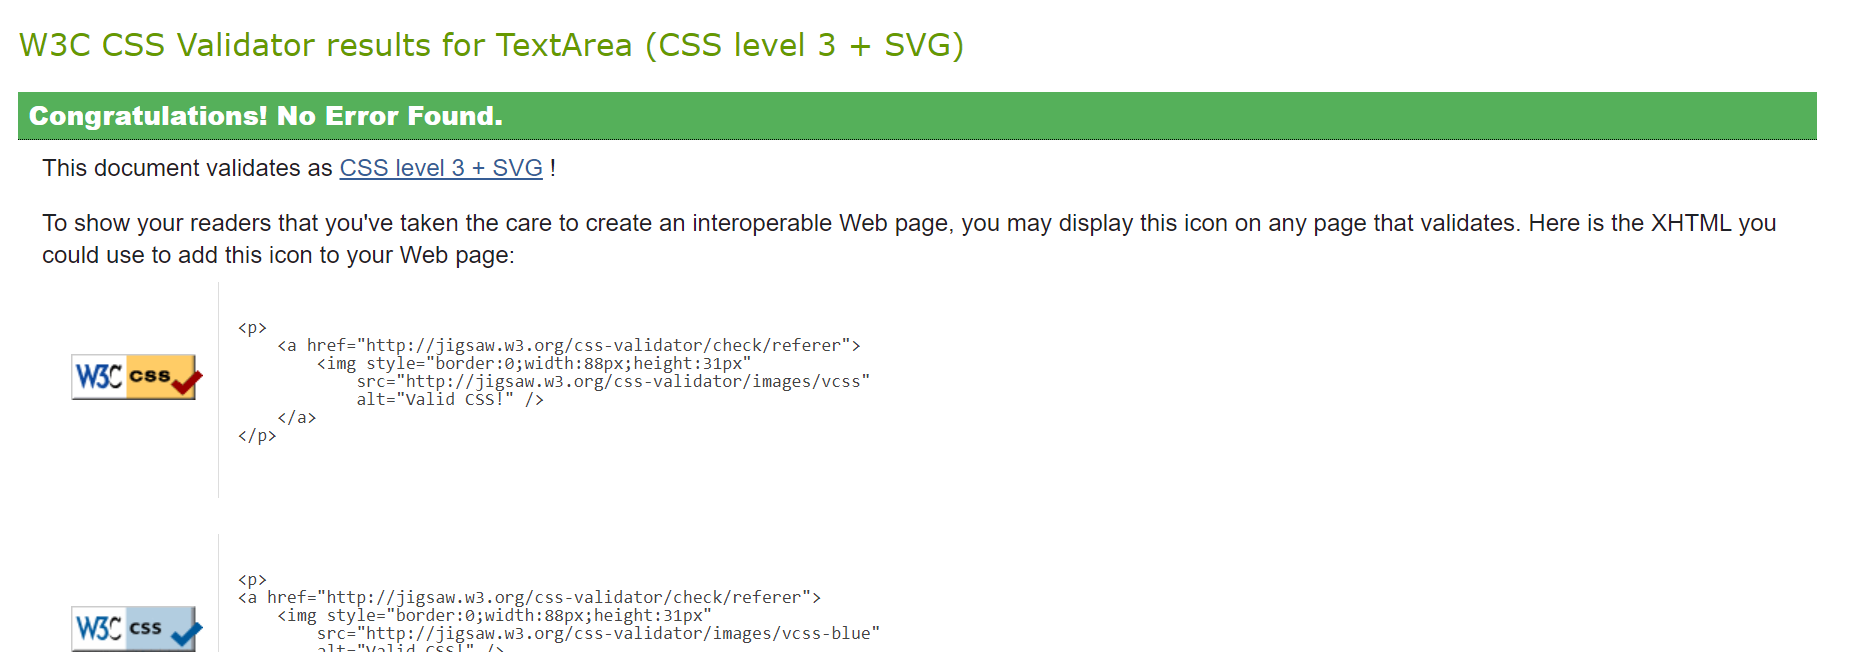 W3C CSS Validator results for TextArea (CSS level 3 + SVG)
Congratulations! No Error Found.
This document validates as CSS level 3 + SVG !
To show your readers that you've taken the care to create an interoperable Web page, you may display this icon on any page that validates. Here is the XHTML you
could use to add this icon to your Web page:
W3C css
<p>
    <a href="http://jigsaw.w3.org/css-validator/check/referer">
        <img style="border:0;width:88px;height:31px"
            src="http://jigsaw.w3.org/css-validator/images/vcss"
            alt="Valid CSS!" />
    </a>
</p>
W3C css
<p>
<a href="http://jigsaw.w3.org/css-validator/check/referer">
    <img style="border:0;width:88px;height:31px"
        src="http://jigsaw.w3.org/css-validator/images/vcss-blue"
        alt="Valid CSS!" />